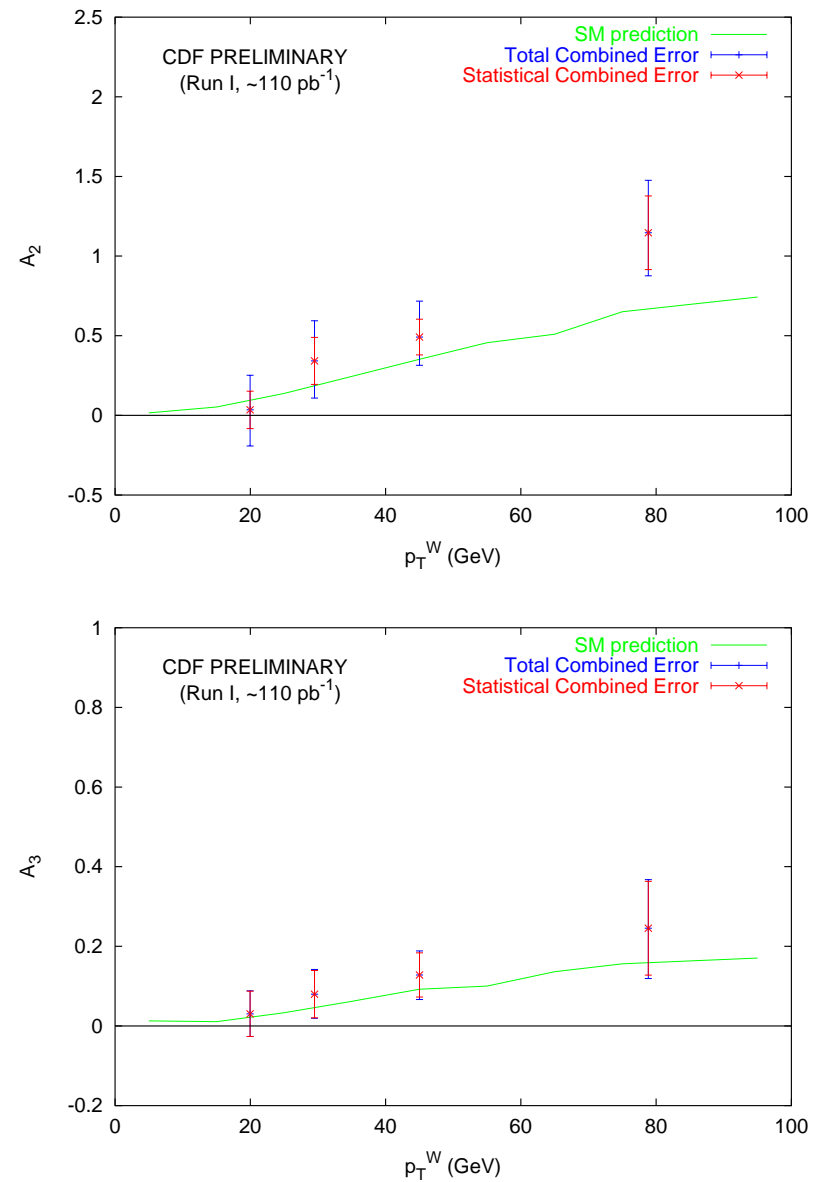 2.5
2
1.5
1
0.5
0
-0.5
0 20 40 60 80 100
A2
pTW (GeV)
CDF PRELIMINARY
(Run I, ~110 pb-1)
SM prediction
Total Combined Error
Statistical Combined Error
1
0.8
0.6
0.4
0.2
0
-0.2
0 20 40 60 80 100
A3
pTW (GeV)
CDF PRELIMINARY
(Run I, ~110 pb-1)
SM prediction
Total Combined Error
Statistical Combined Error